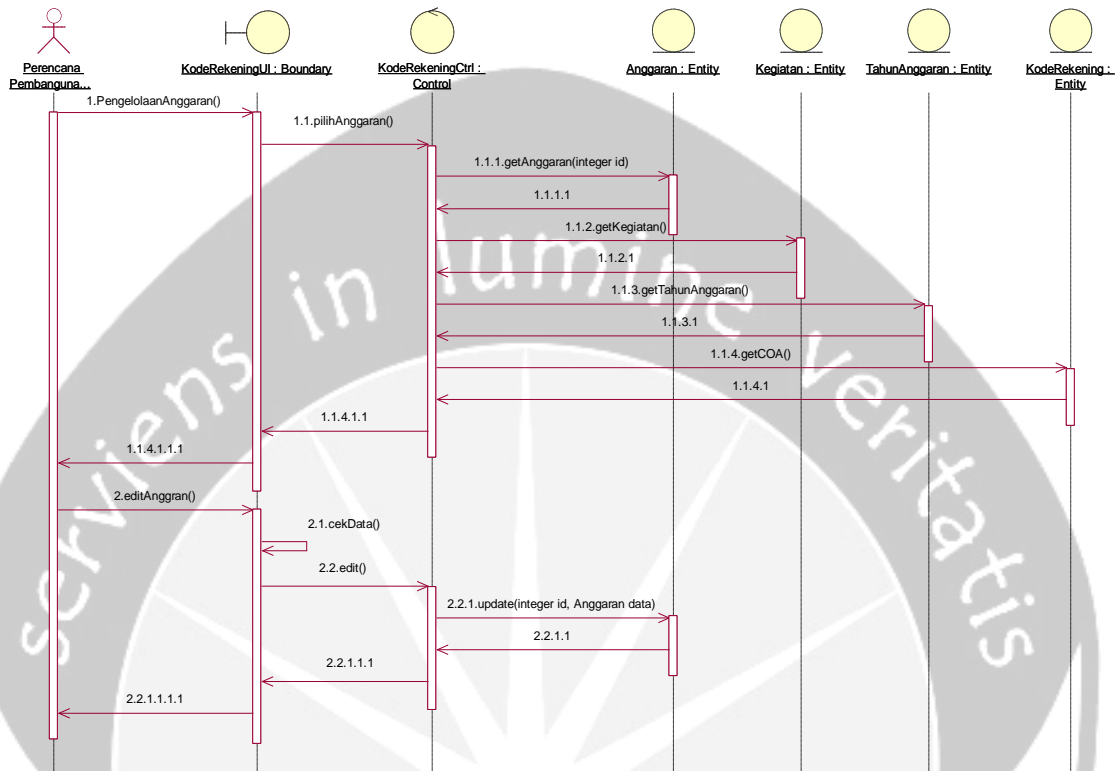 Perencana
Pembanguna...
KodeRekeningUI : Boundary
KodeRekeningCtrl :
Control
Anggaran : Entity
Kegiatan : Entity
TahunAnggaran : Entity
KodeRekening :
Entity
1.PengelolaanAnggaran()
1.1.pilihAnggaran()
1.1.1.getAnggaran(integer id)
1.1.1.1
1.1.2.getKegiatan()
1.1.2.1
1.1.3.getTahunAnggaran()
1.1.3.1
1.1.4.getCOA()
1.1.4.1
1.1.4.1.1
1.1.4.1.1.1
2.editAnggran()
2.1.cekData()
2.2.edit()
2.2.1.update(integer id, Anggaran data)
2.2.1.1
2.2.1.1.1
2.2.1.1.1.1
serviens in lumine veritatis